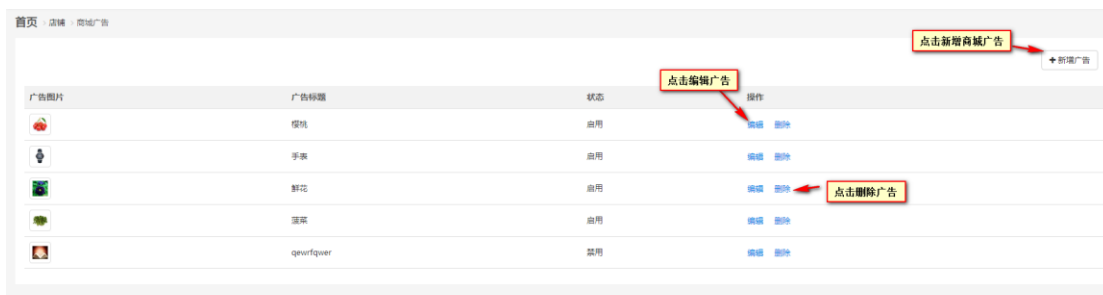 首页 > 店铺 > 商城广告
点击新增商城广告
+新增广告
点击编辑广告
广告图片 广告标题 状态 操作
樱桃 启用 编辑 删除
手表 启用 编辑 删除
鲜花 启用 编辑 删除
点击删除广告
菠菜 启用 编辑 删除
qewrfqwer 禁用 编辑 删除